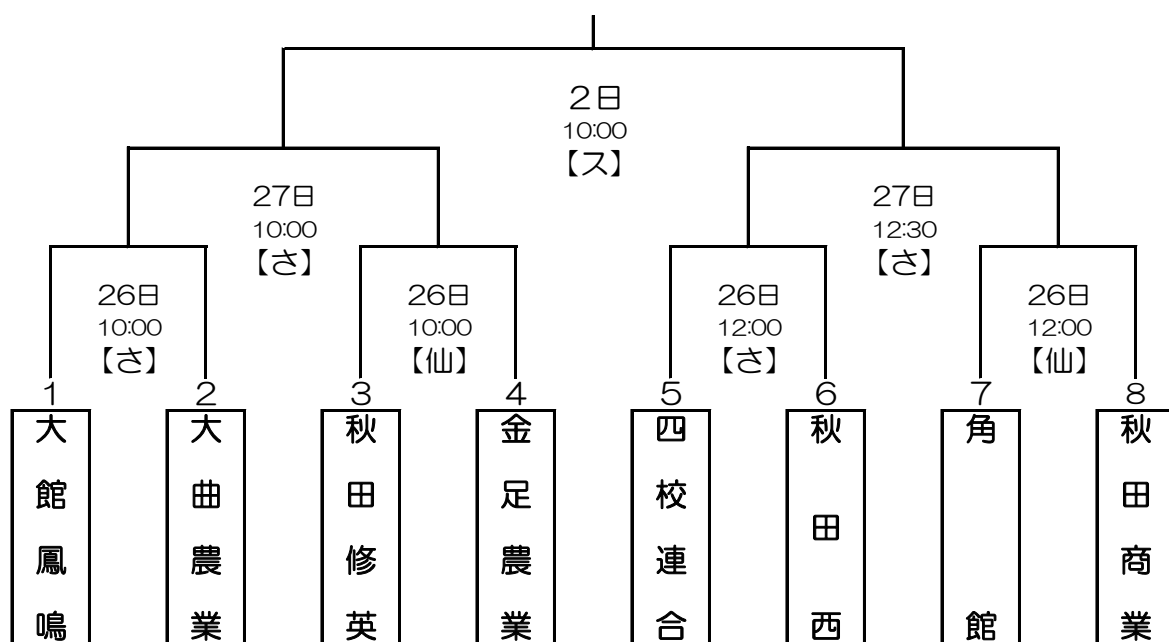 2日
10:00
【ス】
27日
10:00
【さ】
27日
12:30
【さ】
26日
10:00
【さ】
26日
10:00
【仙】
26日
12:00
【さ】
26日
12:00
【仙】
1
大館鳳鳴
2
大曲農業
3
秋田修英
4
金足農業
5
四校連合
6
秋田西
7
角館
8
秋田商業